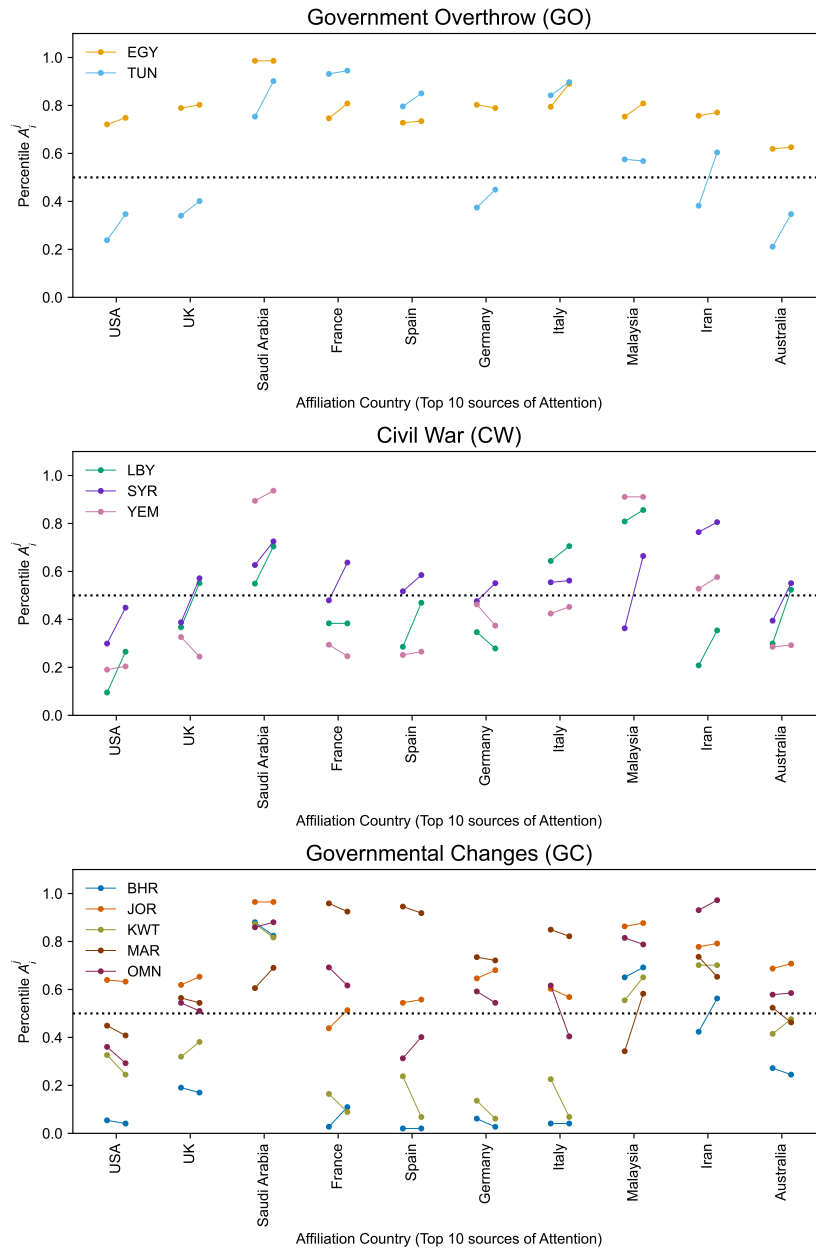 Government Overthrow (GO)
EGY
TUN
1.0
0.8
0.6
0.4
0.2
0.0
Percentile A_i^j
USA
UK
Saudi Arabia
France
Spain
Germany
Italy
Malaysia
Iran
Australia
Affiliation Country (Top 10 sources of Attention)
Civil War (CW)
LBY
SYR
YEM
1.0
0.8
0.6
0.4
0.2
0.0
Percentile A_i^j
USA
UK
Saudi Arabia
France
Spain
Germany
Italy
Malaysia
Iran
Australia
Affiliation Country (Top 10 sources of Attention)
Governmental Changes (GC)
BHR
JOR
KWT
MAR
OMN
1.0
0.8
0.6
0.4
0.2
0.0
Percentile A_i^j
USA
UK
Saudi Arabia
France
Spain
Germany
Italy
Malaysia
Iran
Australia
Affiliation Country (Top 10 sources of Attention)